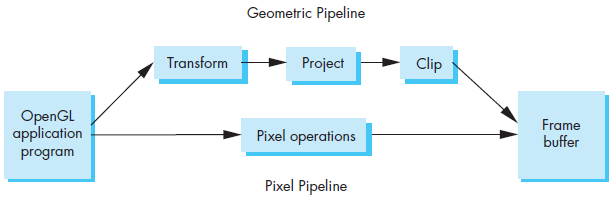 Geometric Pipeline
Transform
Project
Clip
OpenGL
application
program
Pixel operations
Frame
buffer
Pixel Pipeline